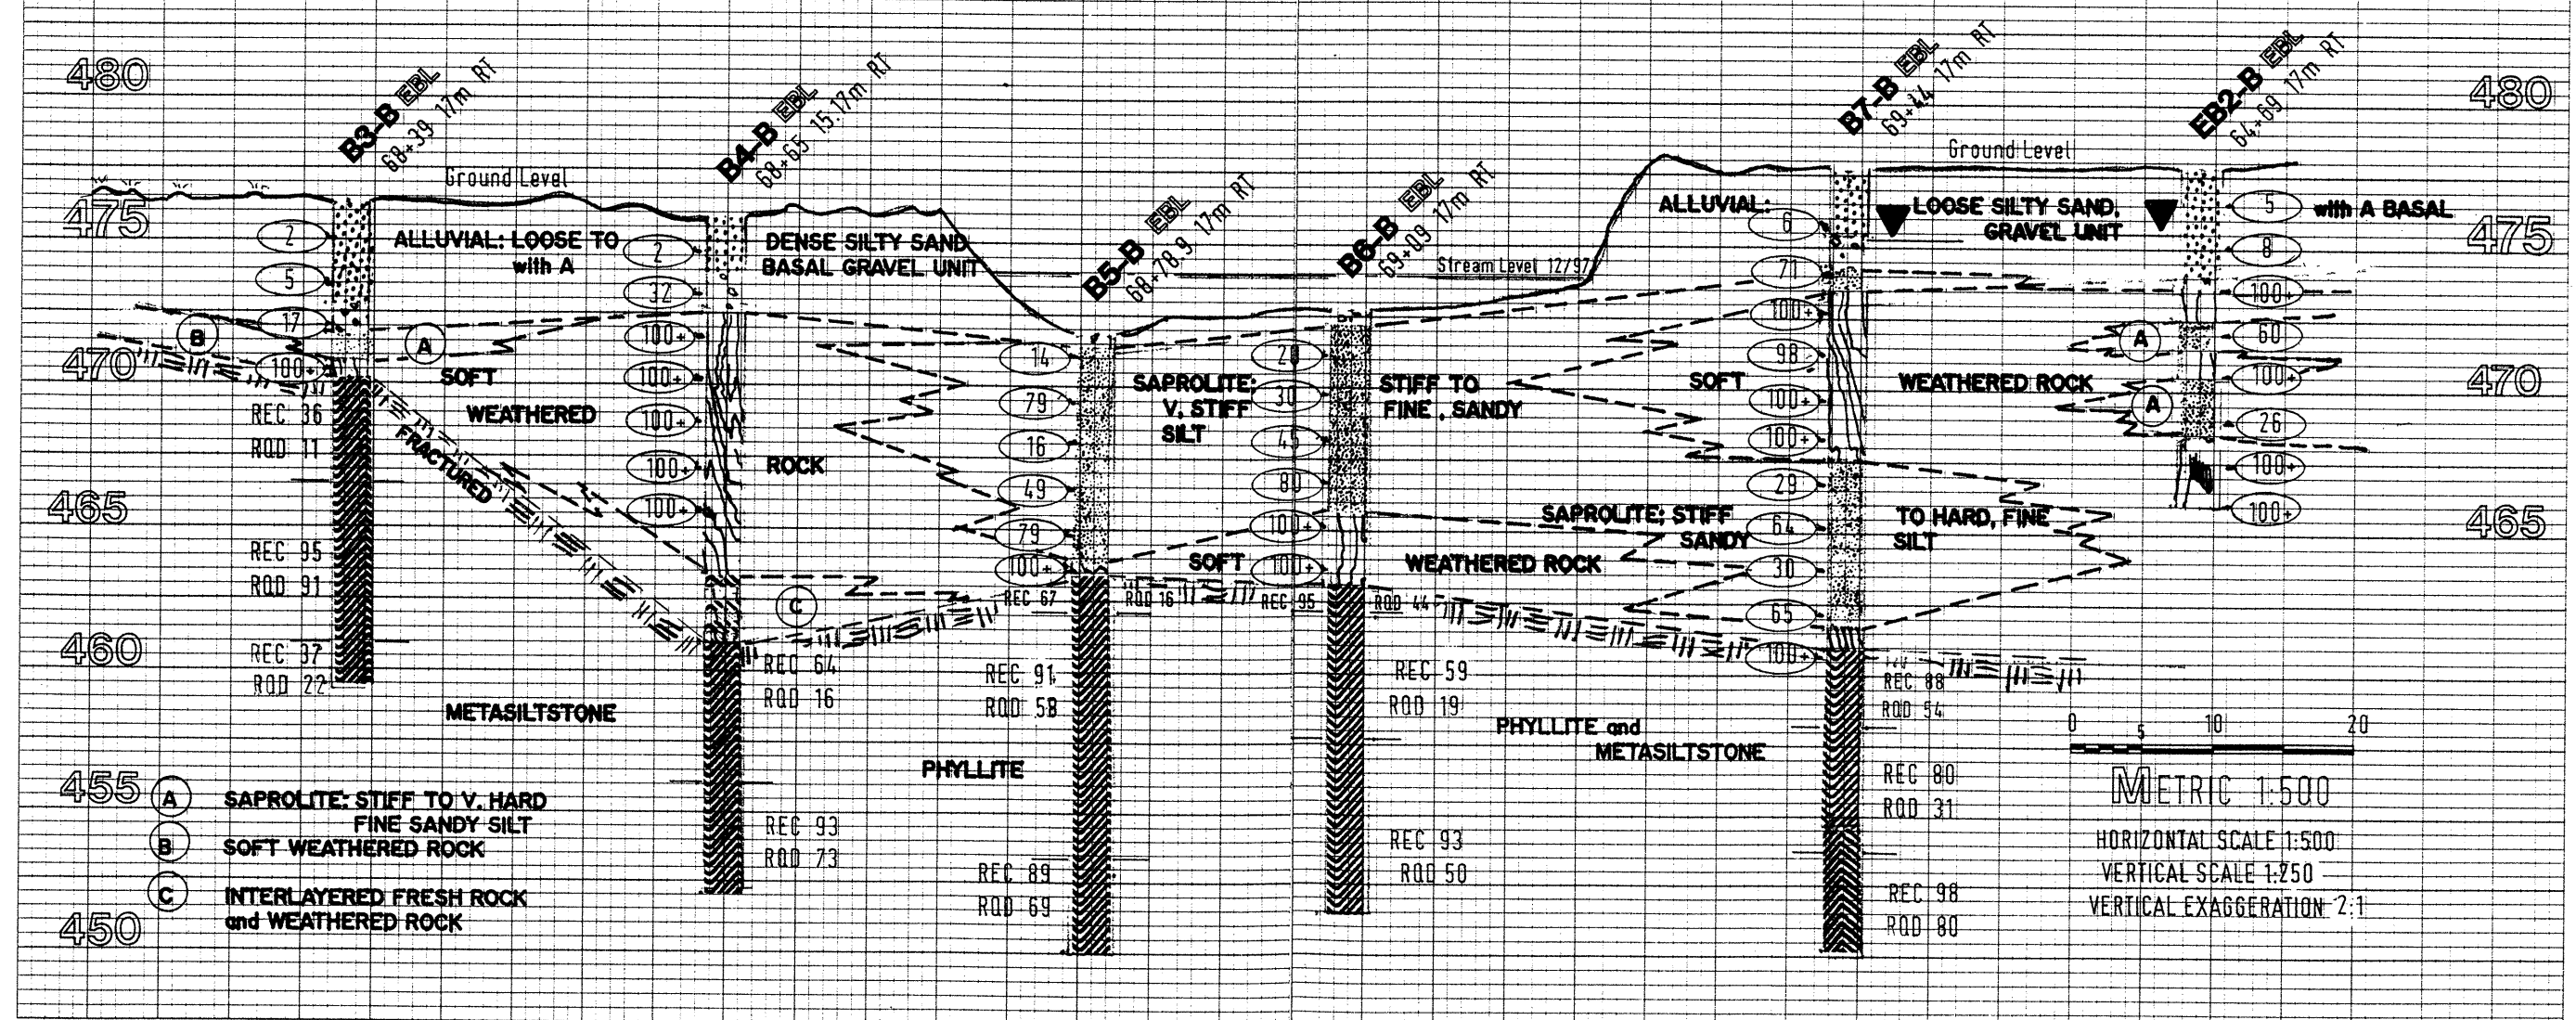 480
480
B3-B EBL
68+39 17m RT
B4-B EBL
68+65 15.17m RT
B5-B EBL
68+78.9 17m RT
B6-B EBL
69+09 17m RT
B7-B EBL
69+44 17m RT
EB2-B EBL
64+69 17m RT
Ground Level
Ground Level
475
475
2
5
17
100+
ALLUVIAL: LOOSE TO
with A
2
32
100+
100+
100+
100+
100+
DENSE SILTY SAND
BASAL GRAVEL UNIT
Stream Level 12/97
ALLUVIAL:
LOOSE SILTY SAND,
GRAVEL UNIT
with A BASAL
6
71
100+
98
100+
100+
29
64
30
65
100+
5
8
100+
60
100+
26
100+
100+
B
A
A
A
470
470
SOFT
WEATHERED
ROCK
FRACTURED
14
79
16
49
79
100+
SAPROLITE:
V. STIFF
SILT
20
30
45
80
100+
100+
STIFF TO
FINE, SANDY
SOFT
WEATHERED ROCK
REC 36
RQD 11
465
465
SAPROLITE; STIFF
SANDY
TO HARD, FINE
SILT
SOFT
WEATHERED ROCK
REC 95
RQD 91
C
REC 67
RQD 16
REC 95
RQD 44
460
REC 37
RQD 22
REC 64
RQD 16
REC 91
RQD 58
REC 59
RQD 19
REC 88
RQD 54
METASILTSTONE
PHYLLITE
PHYLLITE and
METASILTSTONE
0 5 10 20
METRIC 1:500
HORIZONTAL SCALE 1:500
VERTICAL SCALE 1:250
VERTICAL EXAGGERATION 2:1
455
A SAPROLITE: STIFF TO V. HARD
FINE SANDY SILT
B SOFT WEATHERED ROCK
C INTERLAYERED FRESH ROCK
and WEATHERED ROCK
450
REC 93
RQD 73
REC 89
RQD 69
REC 93
RQD 50
REC 80
RQD 31
REC 98
RQD 80